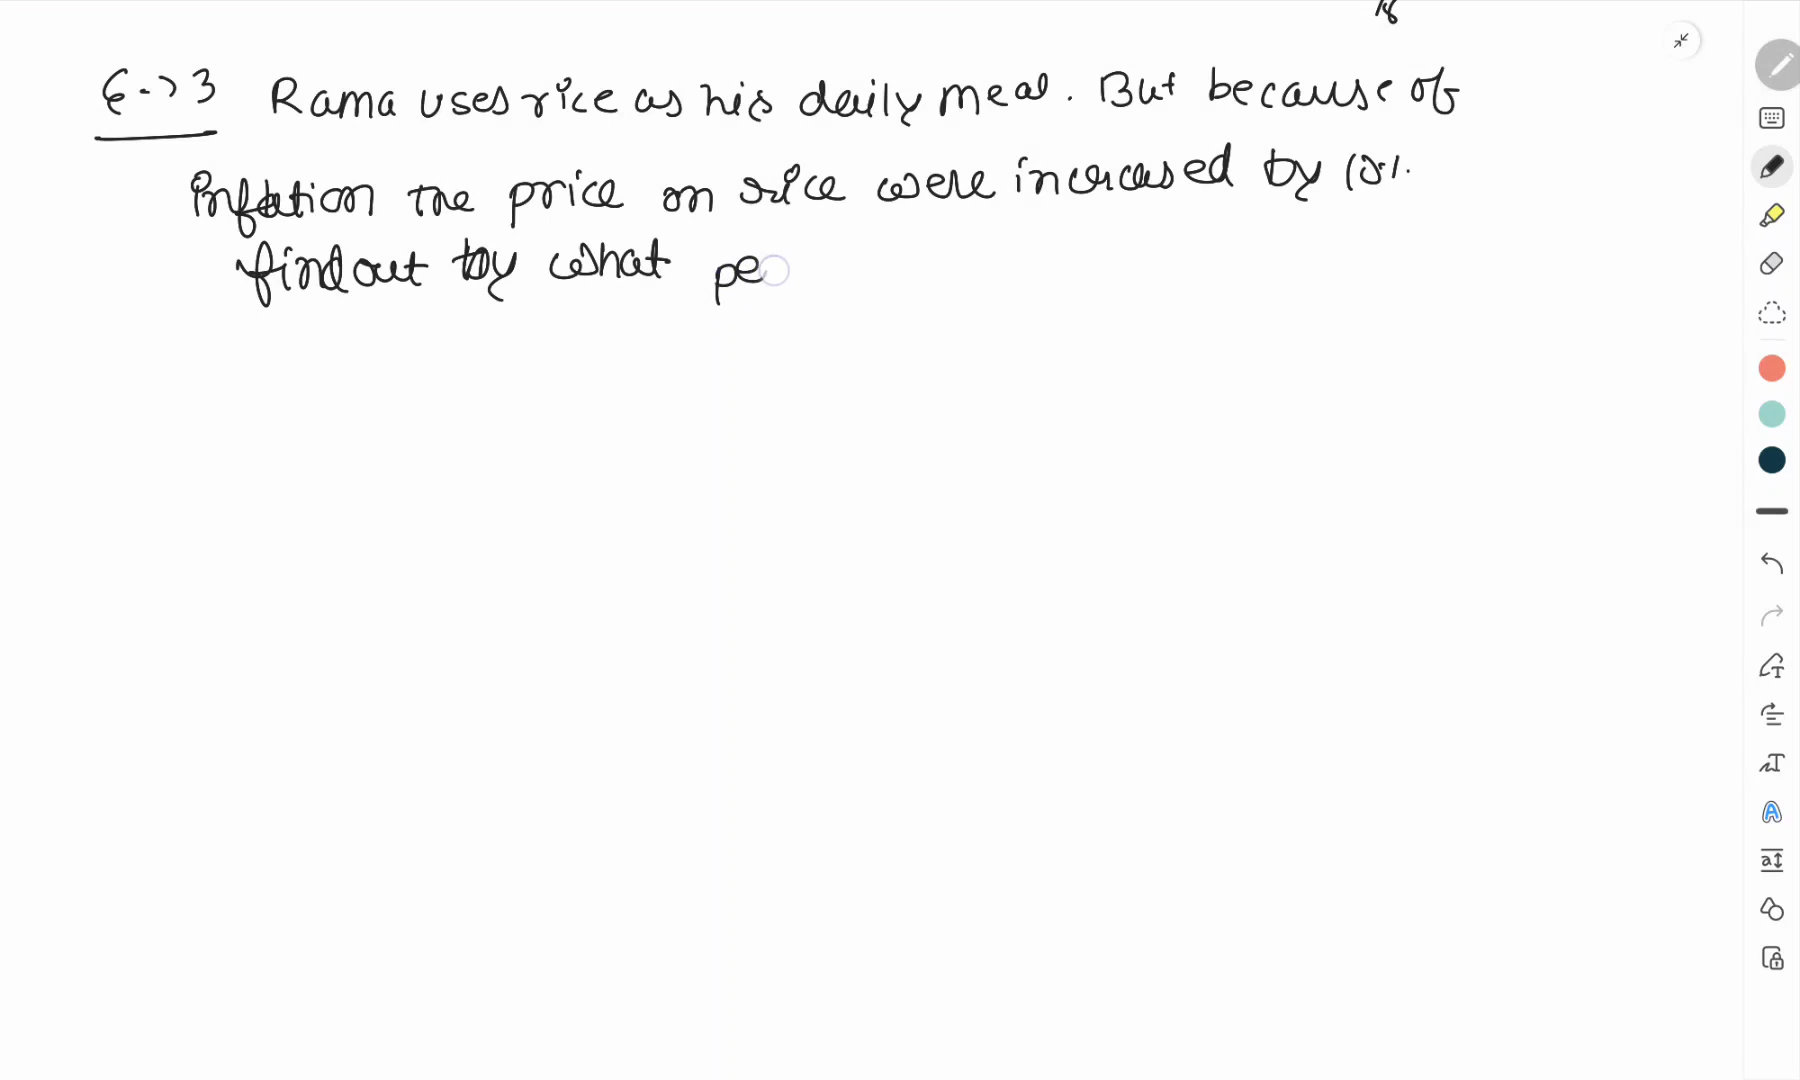 18
E-> 3 Rama uses rice as his daily meal. But because of
Inflation the price on rice were increased by 10%.
find out by what pe